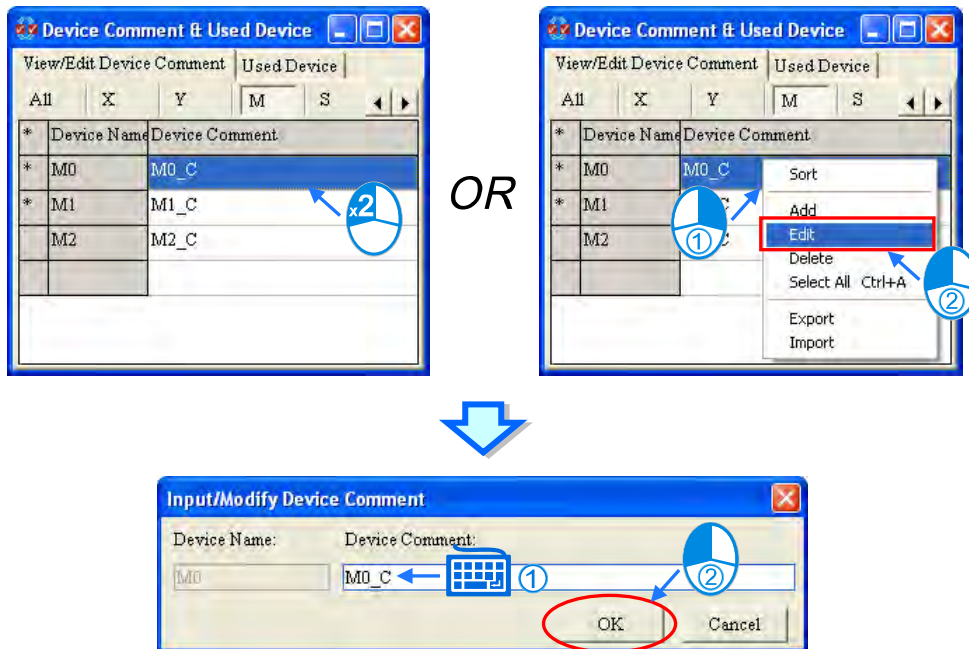 Device Comment & Used Device
View/Edit Device Comment Used Device
All X Y M S
* Device Name Device Comment
* M0 M0_C
* M1 M1_C
M2 M2_C
x2
OR
Device Comment & Used Device
View/Edit Device Comment Used Device
All X Y M S
* Device Name Device Comment
* M0 M0_C
* M1
M2
1
Sort
Add
Edit
Delete
Select All Ctrl+A
Export
Import
2
Input/Modify Device Comment
Device Name: Device Comment:
M0 M0_C 1
2
OK Cancel